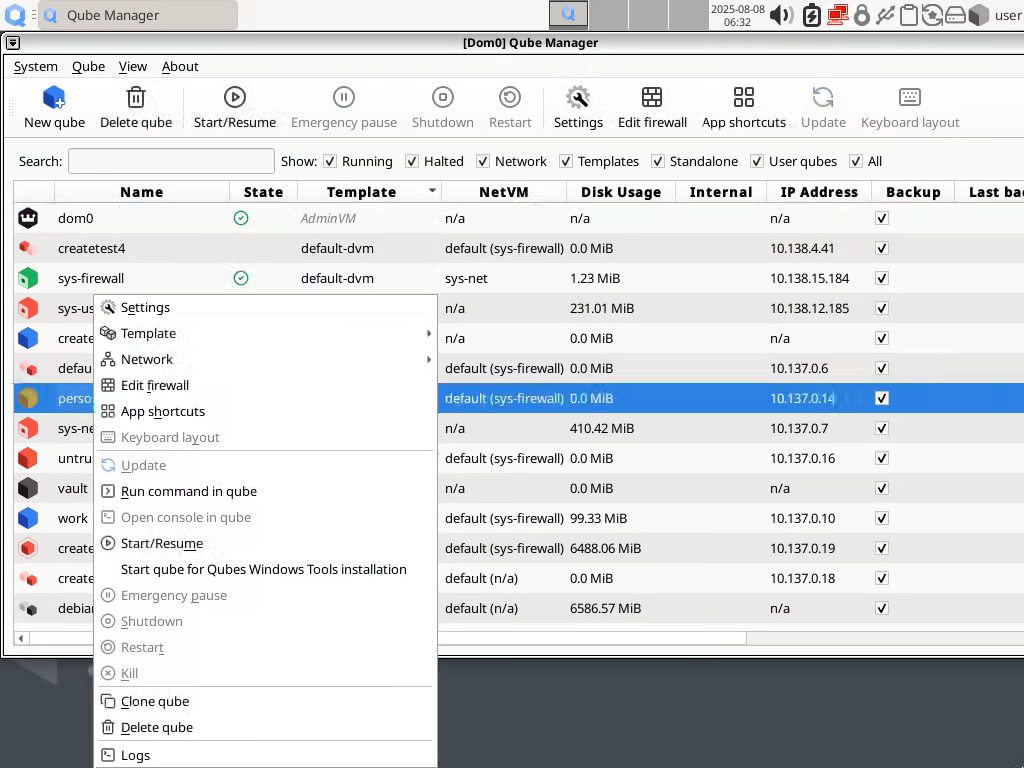 Qube Manager
2025-08-08
06:32
user
[Dom0] Qube Manager
System Qube View About
New qube Delete qube Start/Resume Emergency pause Shutdown Restart Settings Edit firewall App shortcuts Update Keyboard layout
Search: Show: Running Halted Network Templates Standalone User qubes All
Name State Template NetVM Disk Usage Internal IP Address Backup Last bac
dom0 AdminVM n/a n/a n/a
createtest4 default-dvm default (sys-firewall) 0.0 MiB 10.138.4.41
sys-firewall default-dvm sys-net 1.23 MiB 10.138.15.184
sys-us n/a 231.01 MiB 10.138.12.185
create n/a 0.0 MiB n/a
defau default (sys-firewall) 0.0 MiB 10.137.0.6
perso default (sys-firewall) 0.0 MiB 10.137.0.14
sys-ne n/a 410.42 MiB 10.137.0.7
untru default (sys-firewall) 0.0 MiB 10.137.0.16
vault n/a 0.0 MiB n/a
work default (sys-firewall) 99.33 MiB 10.137.0.10
create default (sys-firewall) 6488.06 MiB 10.137.0.19
create default (n/a) 0.0 MiB 10.137.0.18
debian default (n/a) 6586.57 MiB n/a
Settings
Template
Network
Edit firewall
App shortcuts
Keyboard layout
Update
Run command in qube
Open console in qube
Start/Resume
Start qube for Qubes Windows Tools installation
Emergency pause
Shutdown
Restart
Kill
Clone qube
Delete qube
Logs